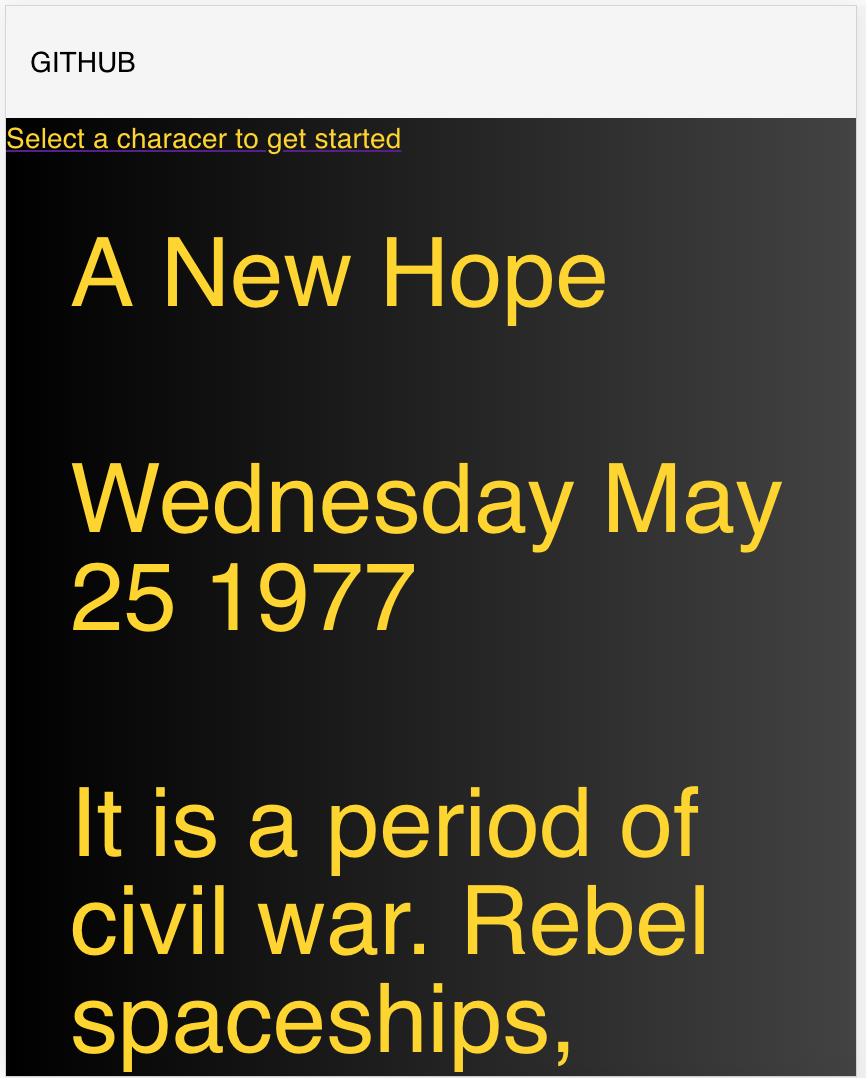 GITHUB
Select a characer to get started
A New Hope
Wednesday May
25 1977
It is a period of
civil war. Rebel
spaceships,